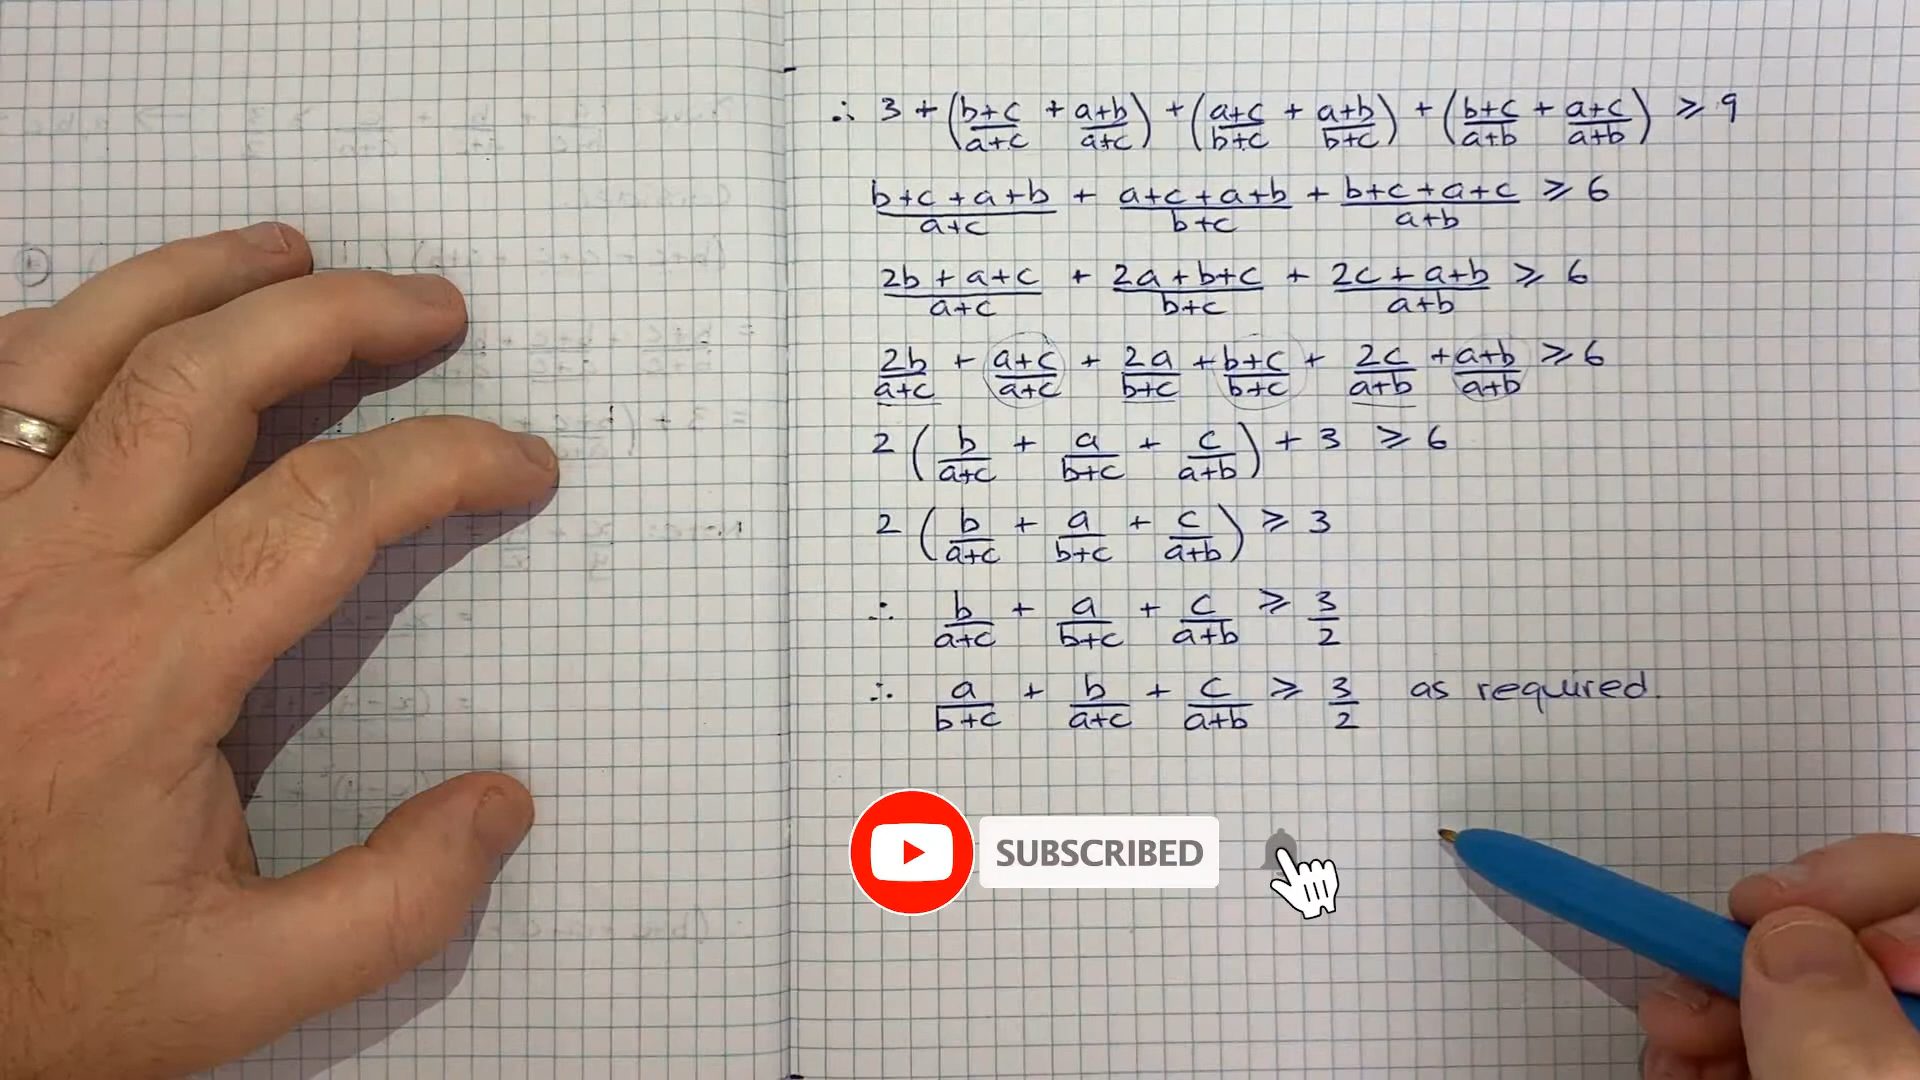 ∴ 3 + (b+c/a+c + a+b/a+c) + (a+c/b+c + a+b/b+c) + (b+c/a+b + a+c/a+b) ⩾ 9
b+c+a+b/a+c + a+c+a+b/b+c + b+c+a+c/a+b ⩾ 6
2b+a+c/a+c + 2a+b+c/b+c + 2c+a+b/a+b ⩾ 6
2b/a+c + a+c/a+c + 2a/b+c + b+c/b+c + 2c/a+b + a+b/a+b ⩾ 6
2 (b/a+c + a/b+c + c/a+b) + 3 ⩾ 6
2 (b/a+c + a/b+c + c/a+b) ⩾ 3
∴ b/a+c + a/b+c + c/a+b ⩾ 3/2
∴ a/b+c + b/a+c + c/a+b ⩾ 3/2 as required.
SUBSCRIBED